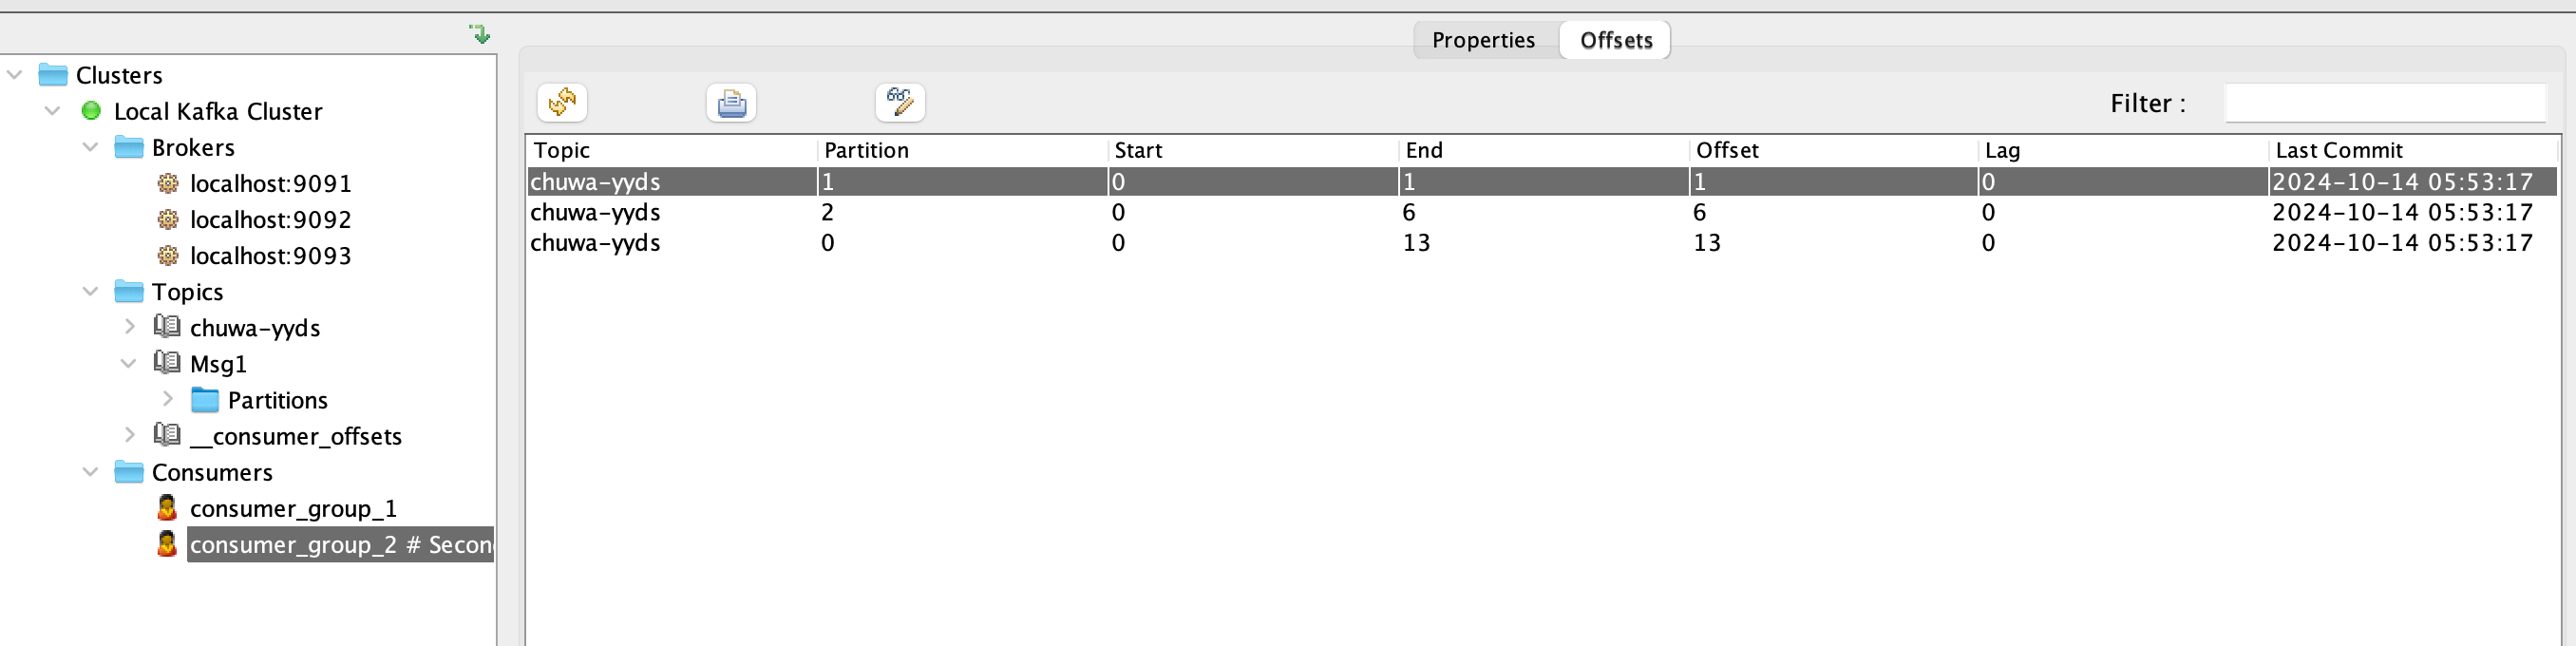 Properties Offsets
Clusters
Local Kafka Cluster
Brokers
localhost:9091
localhost:9092
localhost:9093
Topics
chuwa-yyds
Msg1
Partitions
__consumer_offsets
Consumers
consumer_group_1
consumer_group_2 # Secon
Filter :
Topic Partition Start End Offset Lag Last Commit
chuwa-yyds 1 0 1 1 0 2024-10-14 05:53:17
chuwa-yyds 2 0 6 6 0 2024-10-14 05:53:17
chuwa-yyds 0 0 13 13 0 2024-10-14 05:53:17